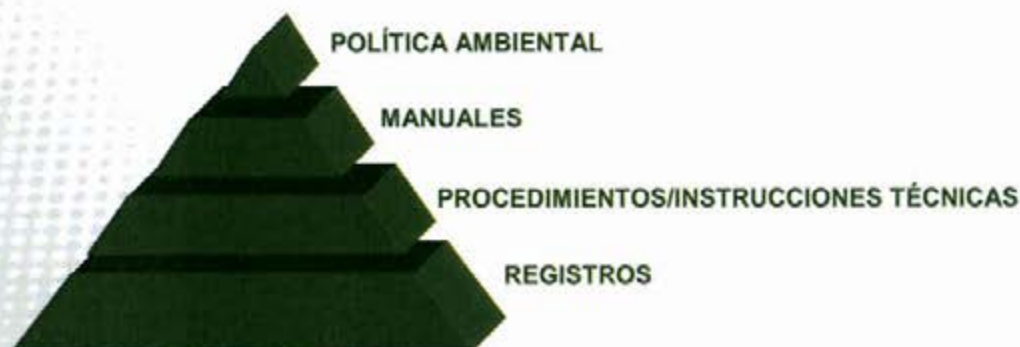 POLÍTICA AMBIENTAL
MANUALES
PROCEDIMIENTOS/INSTRUCCIONES TÉCNICAS
REGISTROS